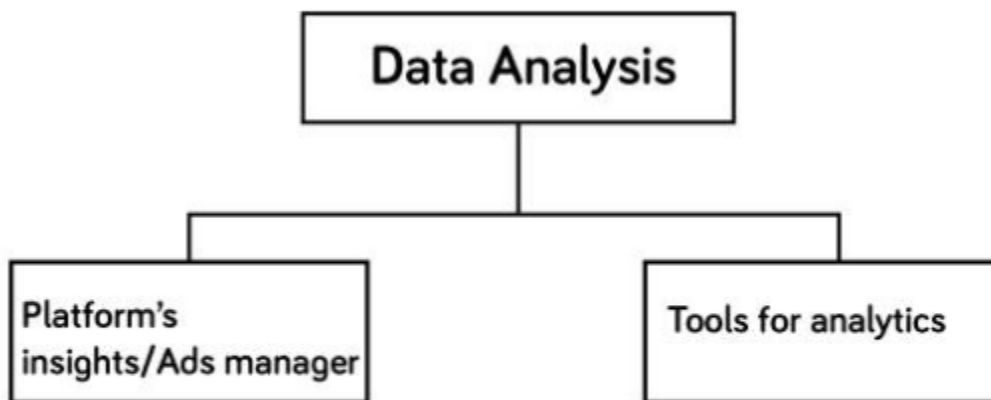 Data Analysis
Platform’s
insights/Ads manager
Tools for analytics